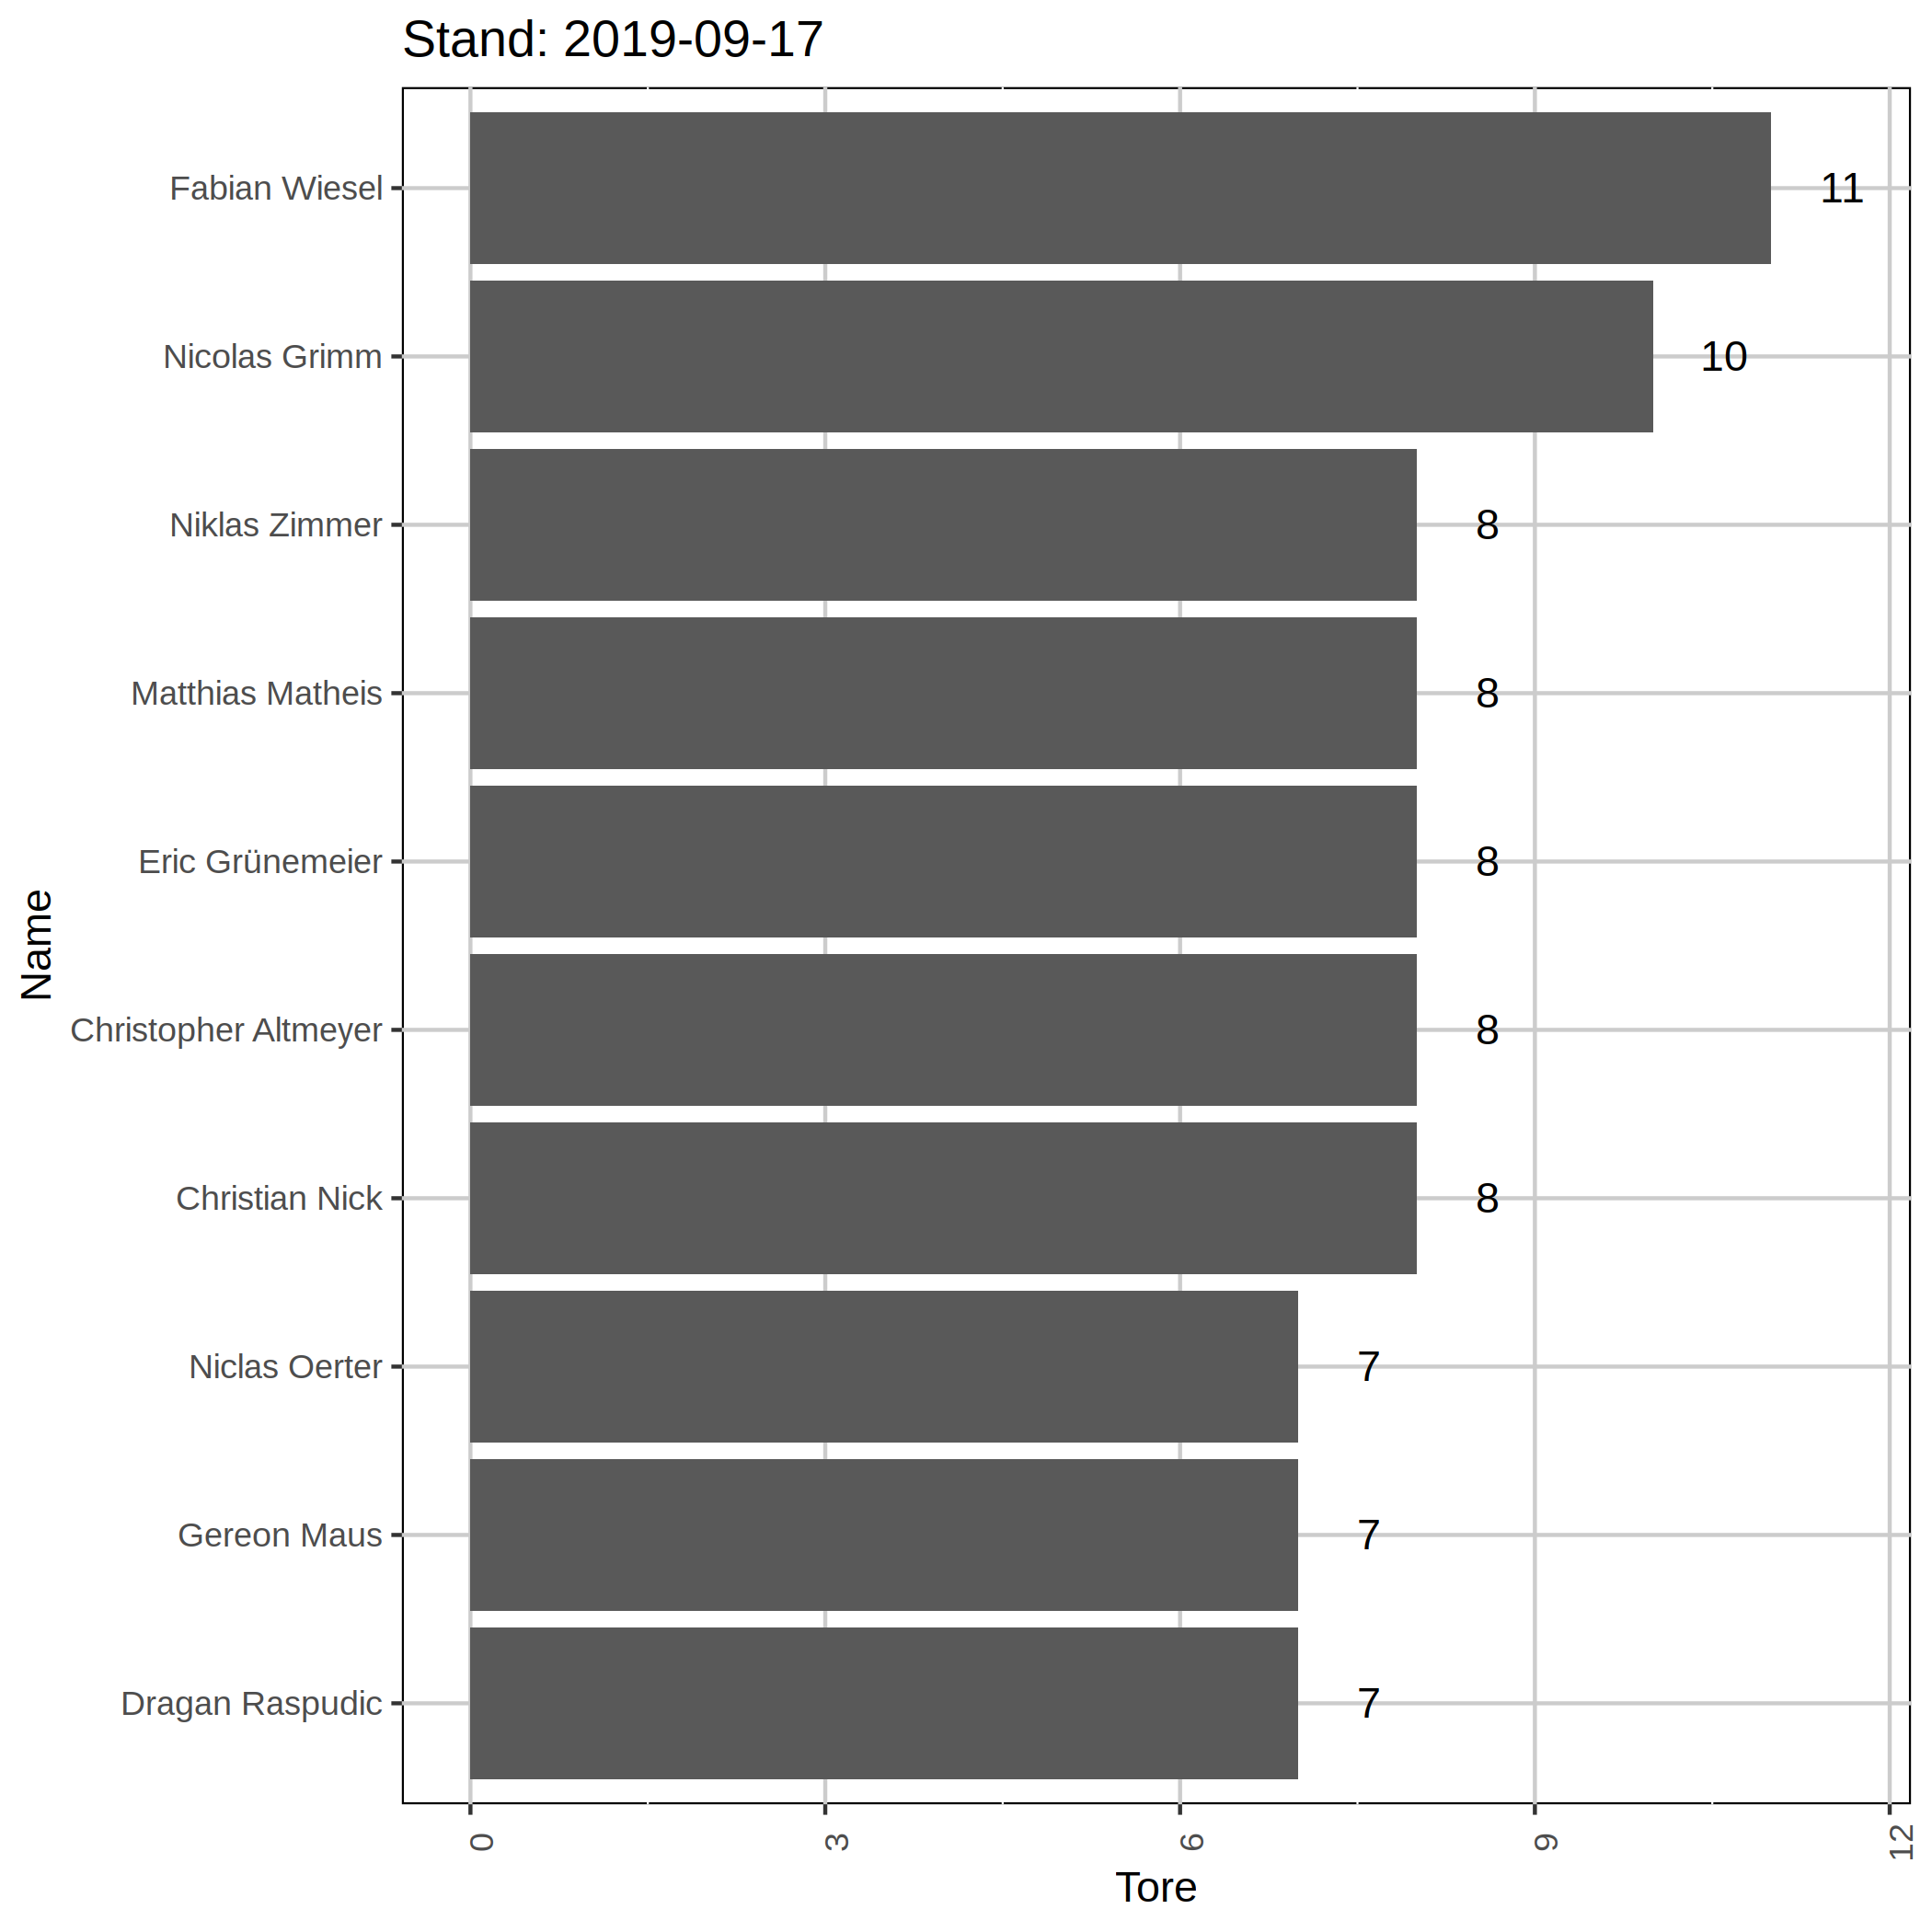 Stand: 2019-09-17
Name
Fabian Wiesel 11
Nicolas Grimm 10
Niklas Zimmer 8
Matthias Matheis 8
Eric Grünemeier 8
Christopher Altmeyer 8
Christian Nick 8
Niclas Oerter 7
Gereon Maus 7
Dragan Raspudic 7
0 3 6 9 12
Tore